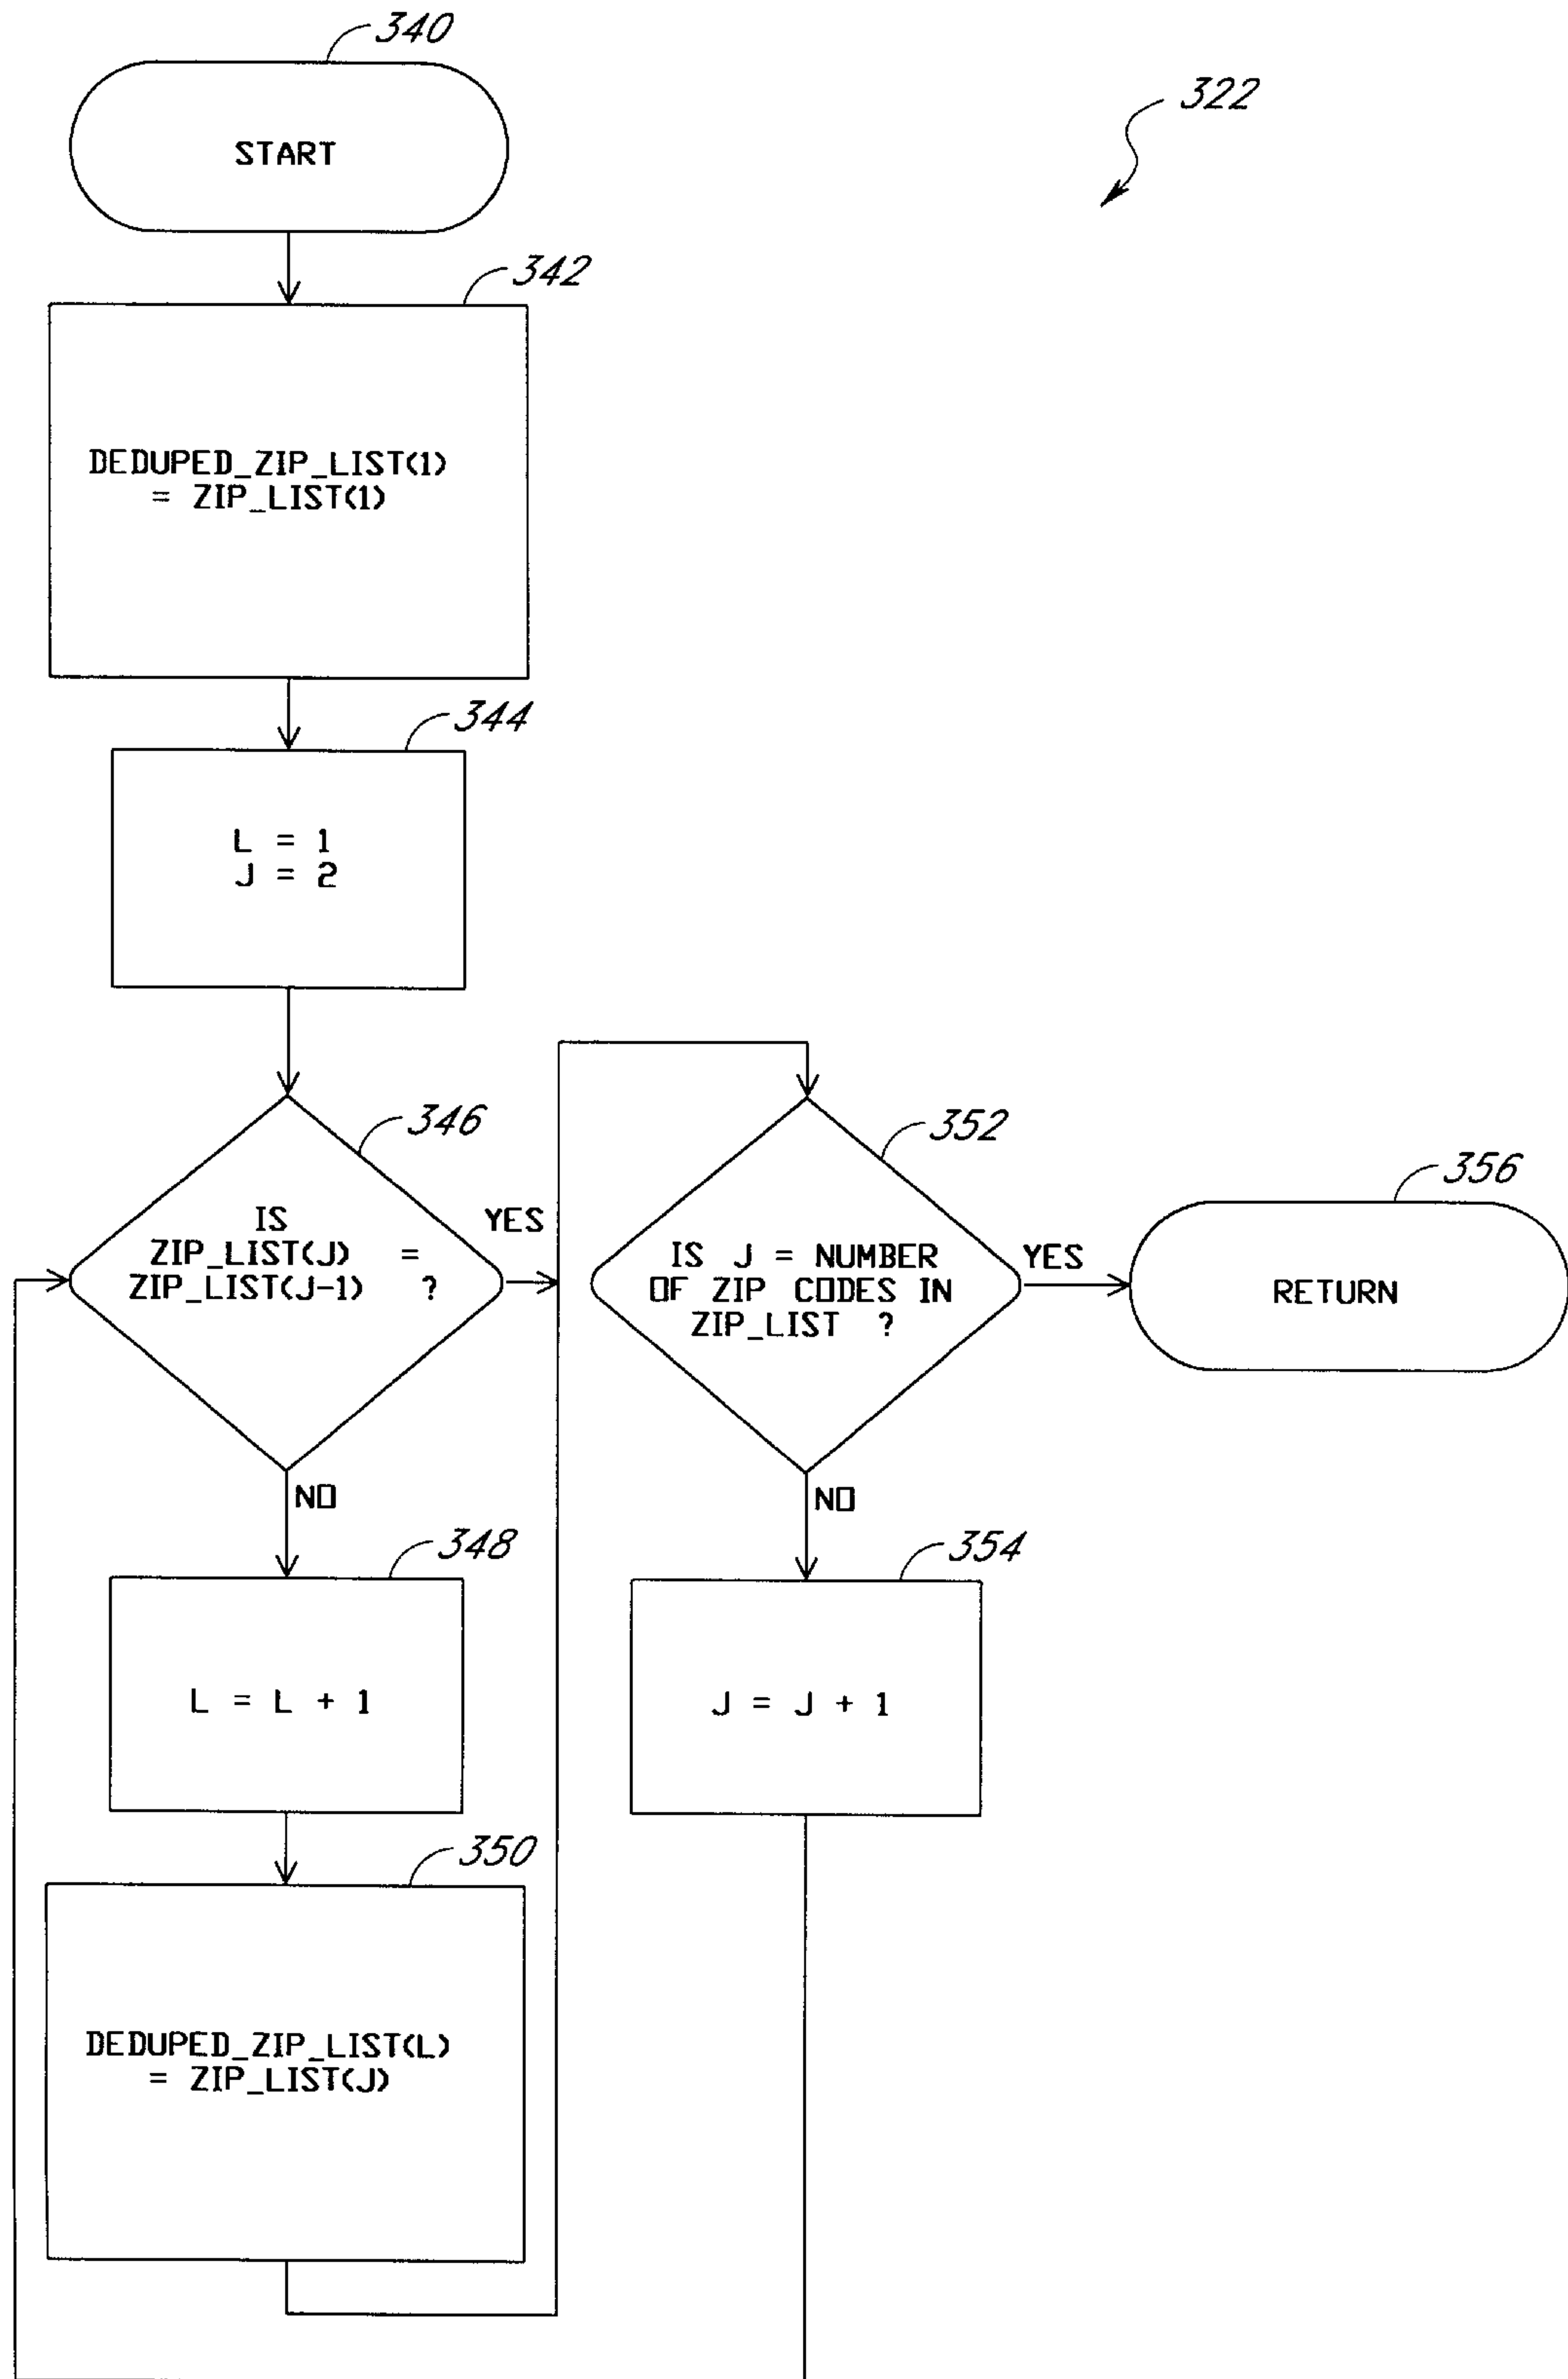 340
START
322
342
DEDUPED_ZIP_LIST(1)
= ZIP_LIST(1)
344
L = 1
J = 2
346
IS
ZIP_LIST(J) =
ZIP_LIST(J-1) ?
YES
NO
348
L = L + 1
350
DEDUPED_ZIP_LIST(L)
= ZIP_LIST(J)
352
IS J = NUMBER
OF ZIP CODES IN
ZIP_LIST ?
YES
NO
354
J = J + 1
356
RETURN